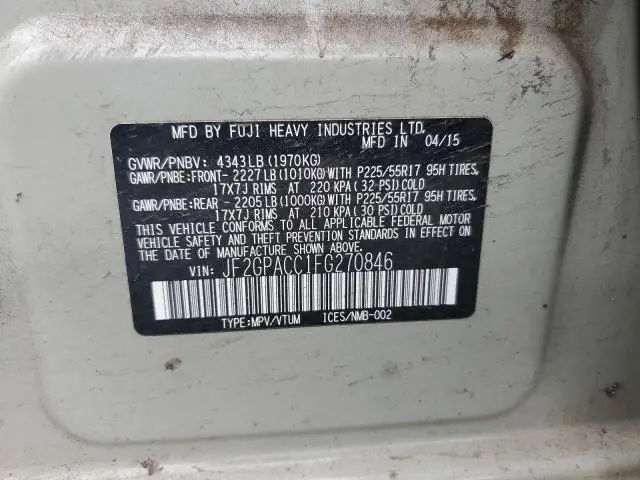 MFD BY FUJI HEAVY INDUSTRIES LTD.
MFD IN 04/15
GVWR/PNBV: 4343LB (1970KG)
GAWR/PNBE:FRONT- 2227LB (1010KG) WITH P225/55R17 95H TIRES,
17X7J RIMS AT 220 KPA (32 PSI) COLD
GAWR/PNBE:REAR - 2205LB (1000KG) WITH P225/55R17 95H TIRES,
17X7J RIMS AT 210 KPA (30 PSI) COLD
THIS VEHICLE CONFORMS TO ALL APPLICABLE FEDERAL MOTOR
VEHICLE SAFETY AND THEFT PREVENTION STANDARDS IN EFFECT ON
THE DATE OF MANUFACTURE SHOWN ABOVE.
VIN: JF2GPACC1FG270846
TYPE:MPV/VTUM ICES/NMB-002